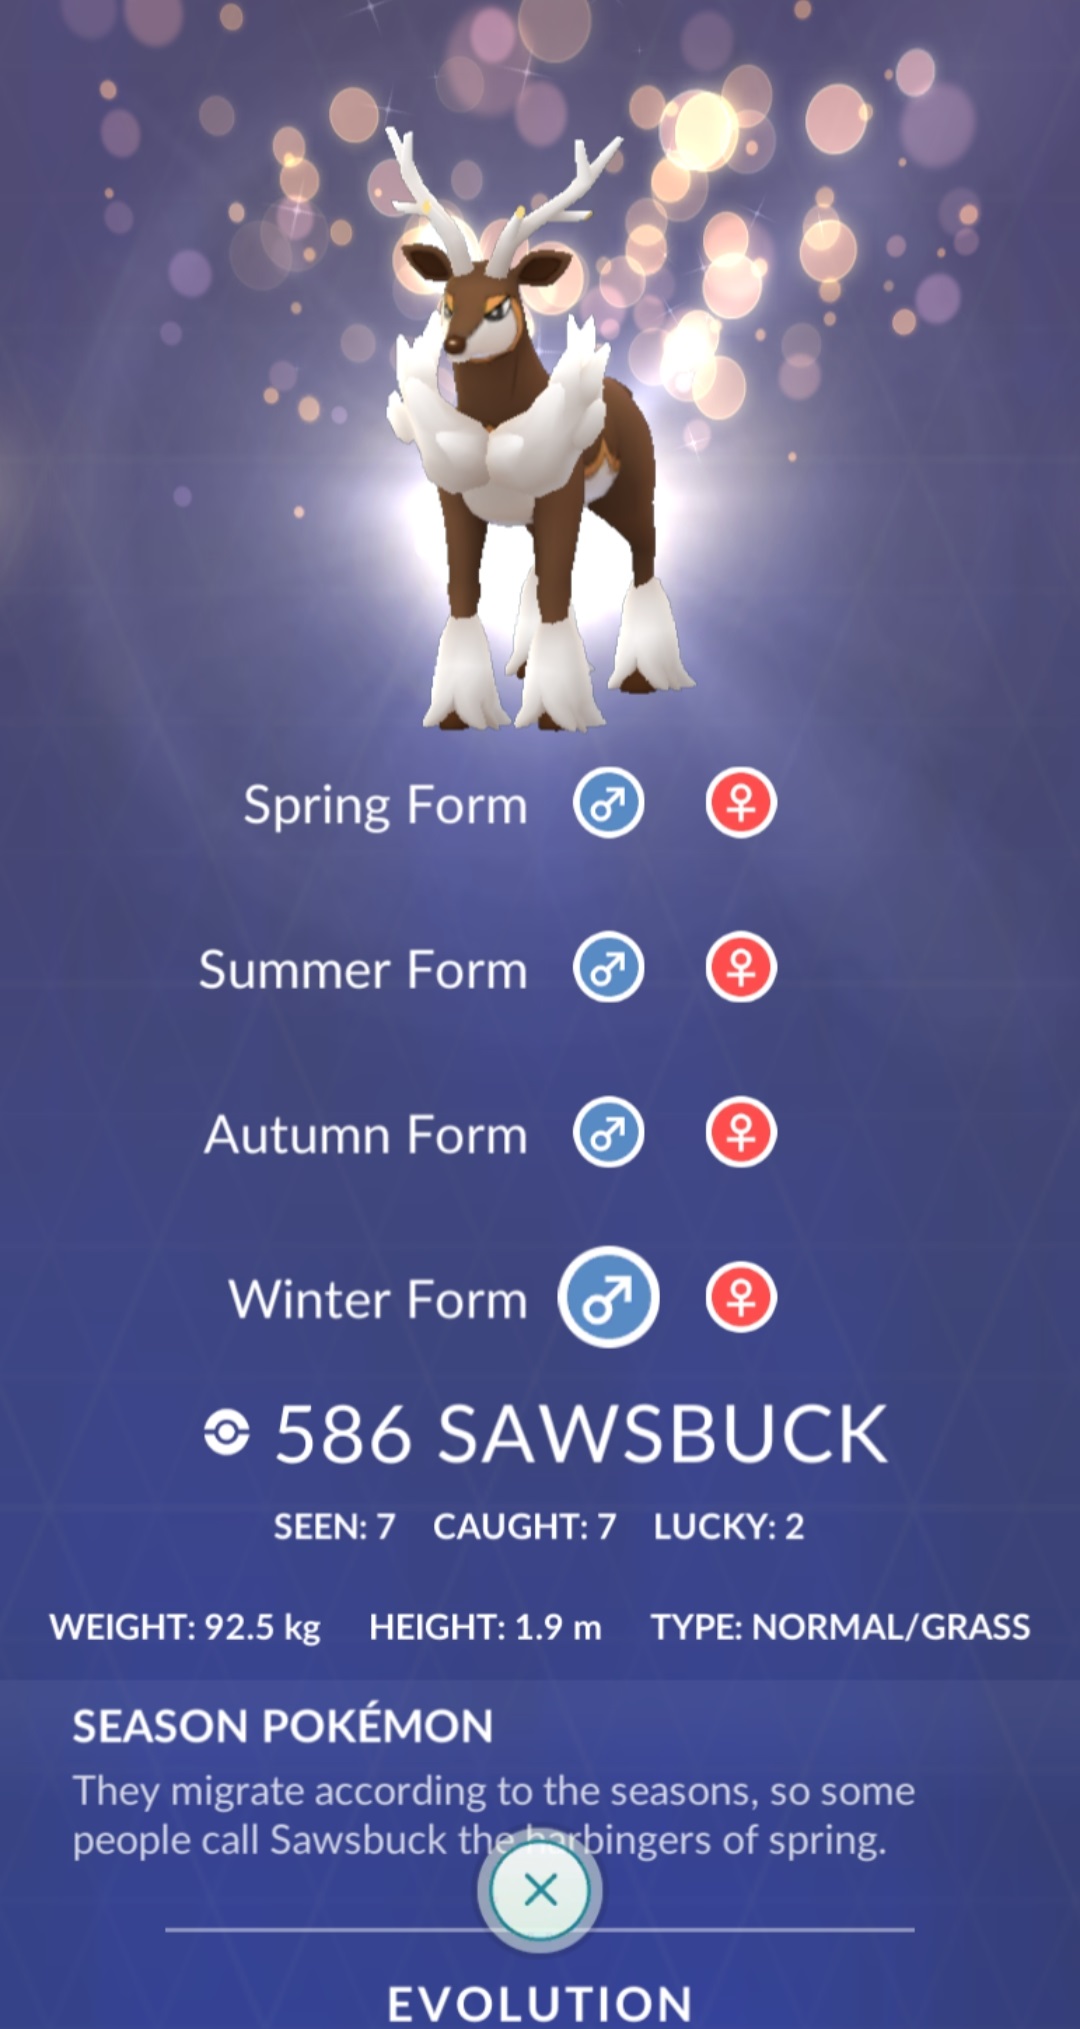 Spring Form ♂ ♀
Summer Form ♂ ♀
Autumn Form ♂ ♀
Winter Form ♂ ♀
586 SAWSBUCK
SEEN: 7 CAUGHT: 7 LUCKY: 2
WEIGHT: 92.5 kg HEIGHT: 1.9 m TYPE: NORMAL/GRASS
SEASON POKÉMON
They migrate according to the seasons, so some
people call Sawsbuck the harbingers of spring.
EVOLUTION